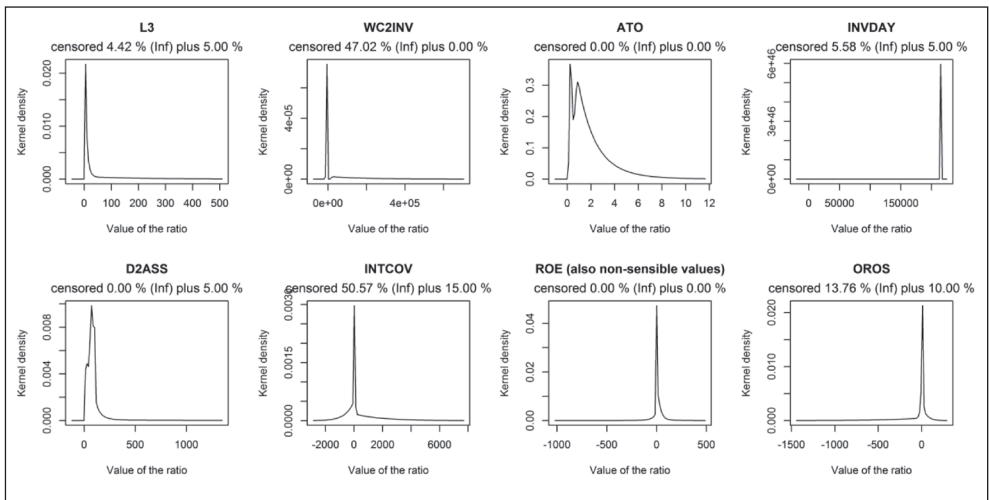 L3
censored 4.42 % (Inf) plus 5.00 %
Kernel density
0.000 0.010 0.020
0 100 200 300 400 500
Value of the ratio
WC2INV
censored 47.02 % (Inf) plus 0.00 %
Kernel density
0e+00 4e-05
0e+00 4e+05
Value of the ratio
ATO
censored 0.00 % (Inf) plus 0.00 %
Kernel density
0.0 0.1 0.2 0.3
0 2 4 6 8 10 12
Value of the ratio
INVDAY
censored 5.58 % (Inf) plus 5.00 %
Kernel density
0e+00 3e+46 6e+46
0 50000 150000
Value of the ratio
D2ASS
censored 0.00 % (Inf) plus 5.00 %
Kernel density
0.000 0.004 0.008
0 500 1000
Value of the ratio
INTCOV
censored 50.57 % (Inf) plus 15.00 %
Kernel density
0.0000 0.0015 0.0030
-2000 0 2000 6000
Value of the ratio
ROE (also non-sensible values)
censored 0.00 % (Inf) plus 0.00 %
Kernel density
0.00 0.02 0.04
-1000 -500 0 500
Value of the ratio
OROS
censored 13.76 % (Inf) plus 10.00 %
Kernel density
0.000 0.010 0.020
-1500 -1000 -500 0
Value of the ratio